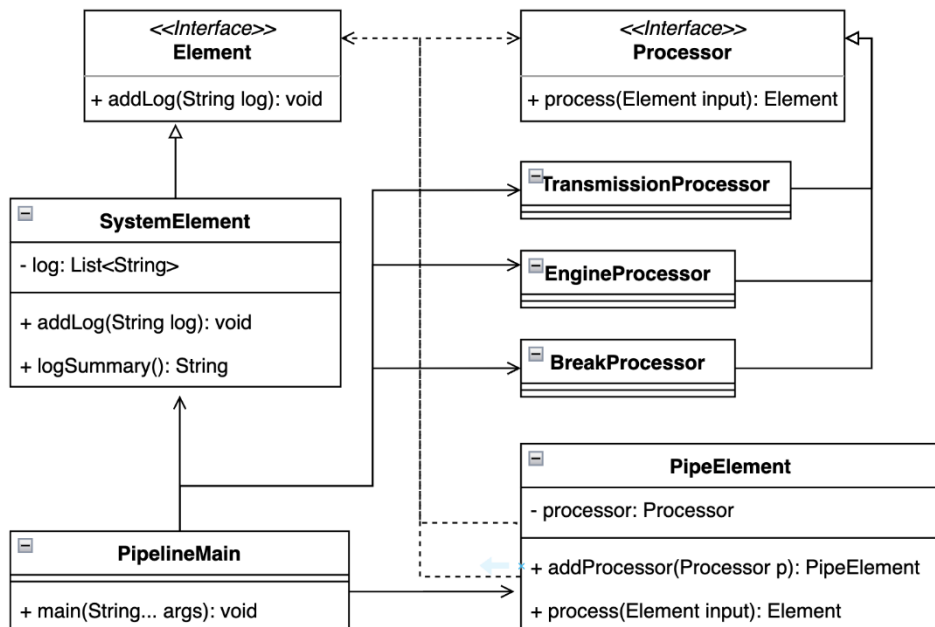 <<Interface>>
Element
+ addLog(String log): void
<<Interface>>
Processor
+ process(Element input): Element
TransmissionProcessor
SystemElement
- log: List<String>
+ addLog(String log): void
+ logSummary(): String
EngineProcessor
BreakProcessor
PipeElement
- processor: Processor
+ addProcessor(Processor p): PipeElement
+ process(Element input): Element
PipelineMain
+ main(String... args): void